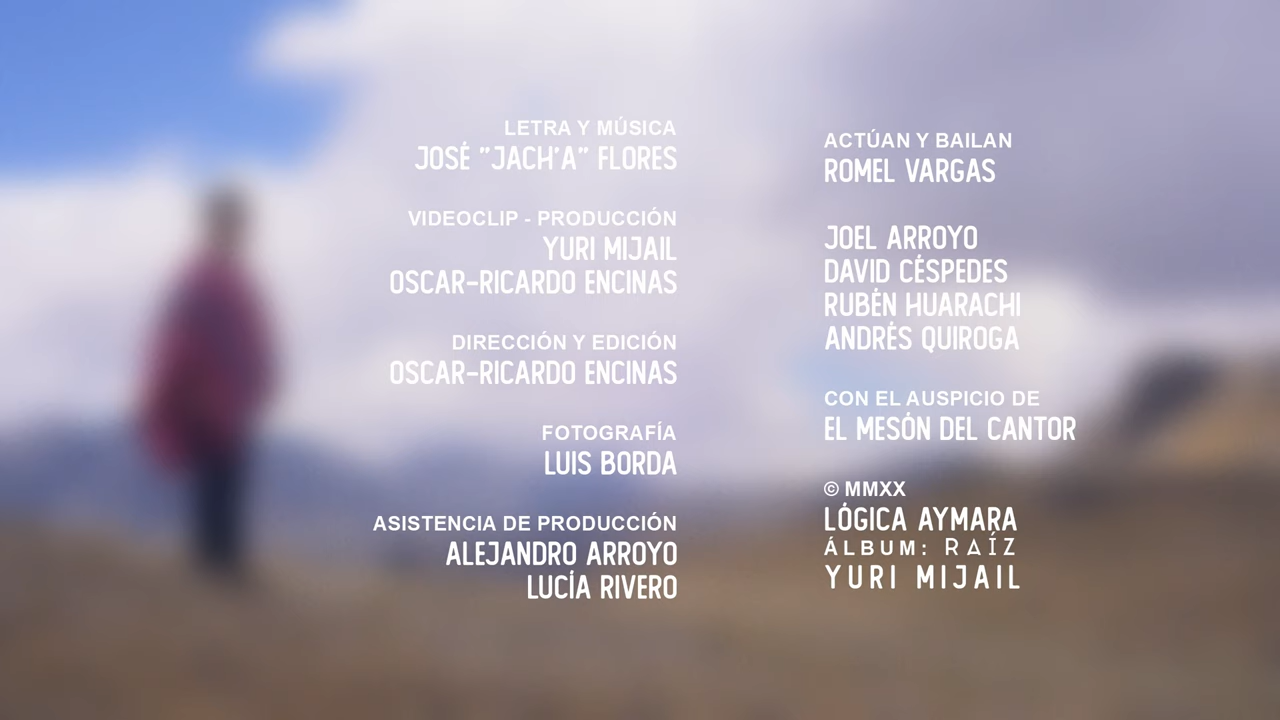 LETRA Y MÚSICA
JOSÉ "JACH'A" FLORES
VIDEOCLIP - PRODUCCIÓN
YURI MIJAIL
OSCAR-RICARDO ENCINAS
DIRECCIÓN Y EDICIÓN
OSCAR-RICARDO ENCINAS
FOTOGRAFÍA
LUIS BORDA
ASISTENCIA DE PRODUCCIÓN
ALEJANDRO ARROYO
LUCÍA RIVERO
ACTÚAN Y BAILAN
ROMEL VARGAS
JOEL ARROYO
DAVID CÉSPEDES
RUBÉN HUARACHI
ANDRÉS QUIROGA
CON EL AUSPICIO DE
EL MESÓN DEL CANTOR
© MMXX
LÓGICA AYMARA
ÁLBUM: RAÍZ
YURI MIJAIL